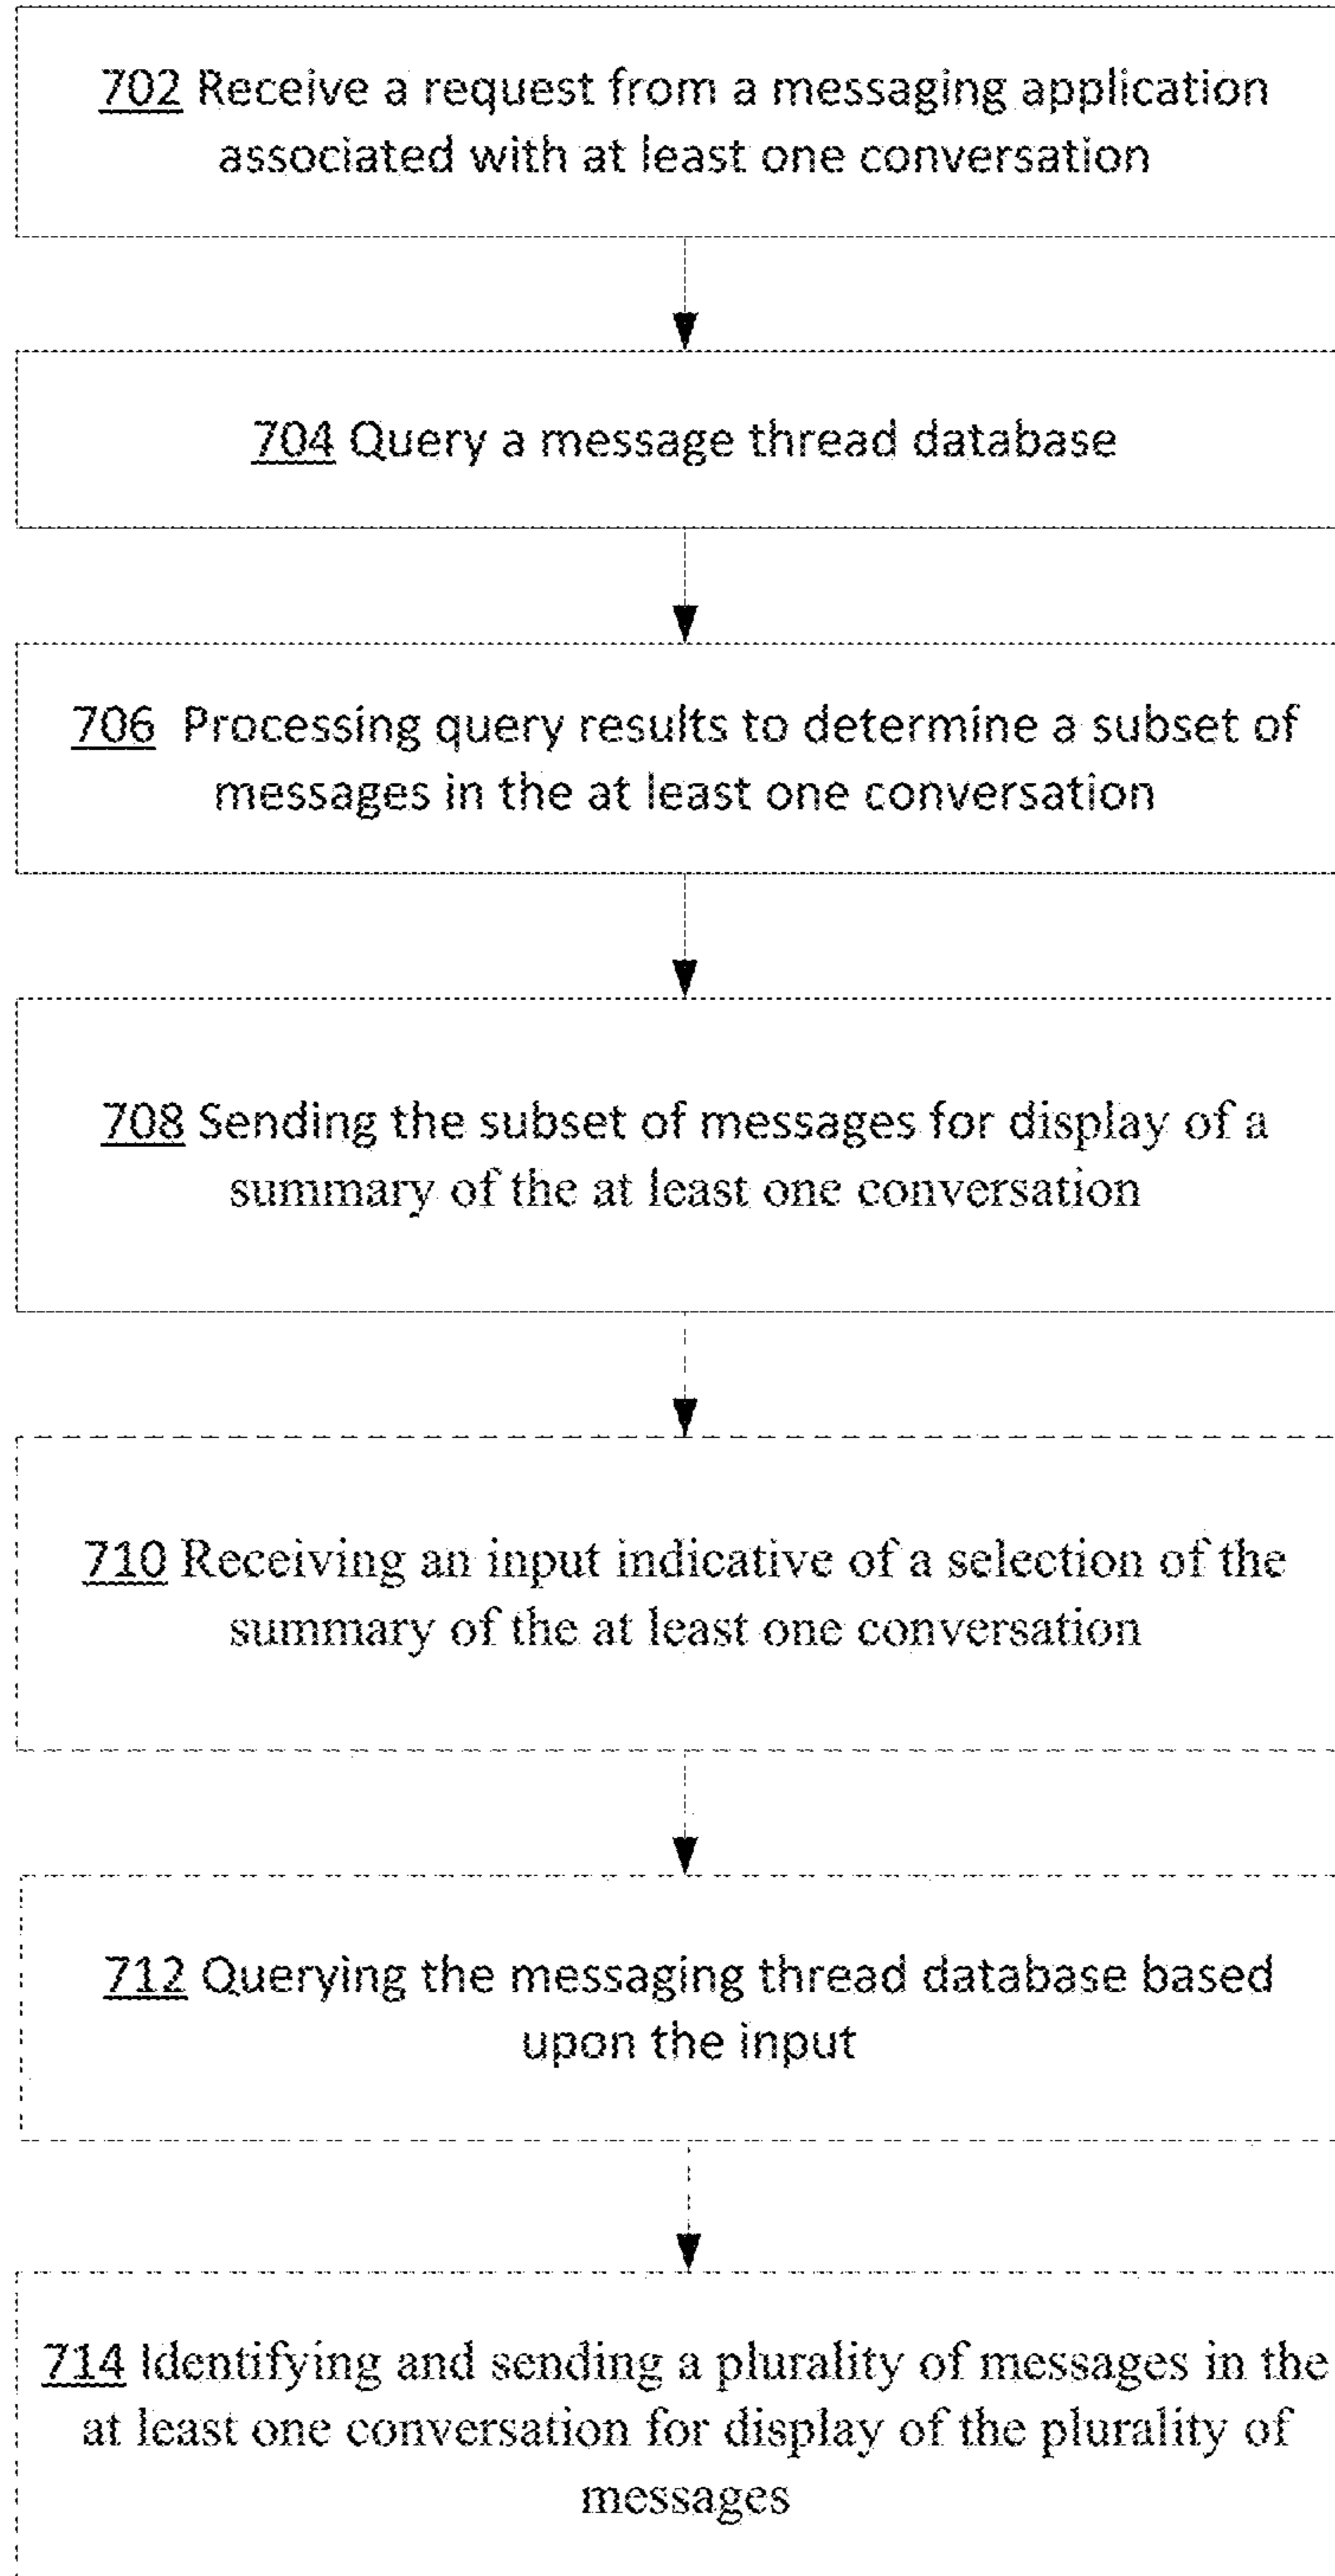 702 Receive a request from a messaging application
associated with at least one conversation
704 Query a message thread database
706 Processing query results to determine a subset of
messages in the at least one conversation
708 Sending the subset of messages for display of a
summary of the at least one conversation
710 Receiving an input indicative of a selection of the
summary of the at least one conversation
712 Querying the messaging thread database based
upon the input
714 Identifying and sending a plurality of messages in the
at least one conversation for display of the plurality of
messages